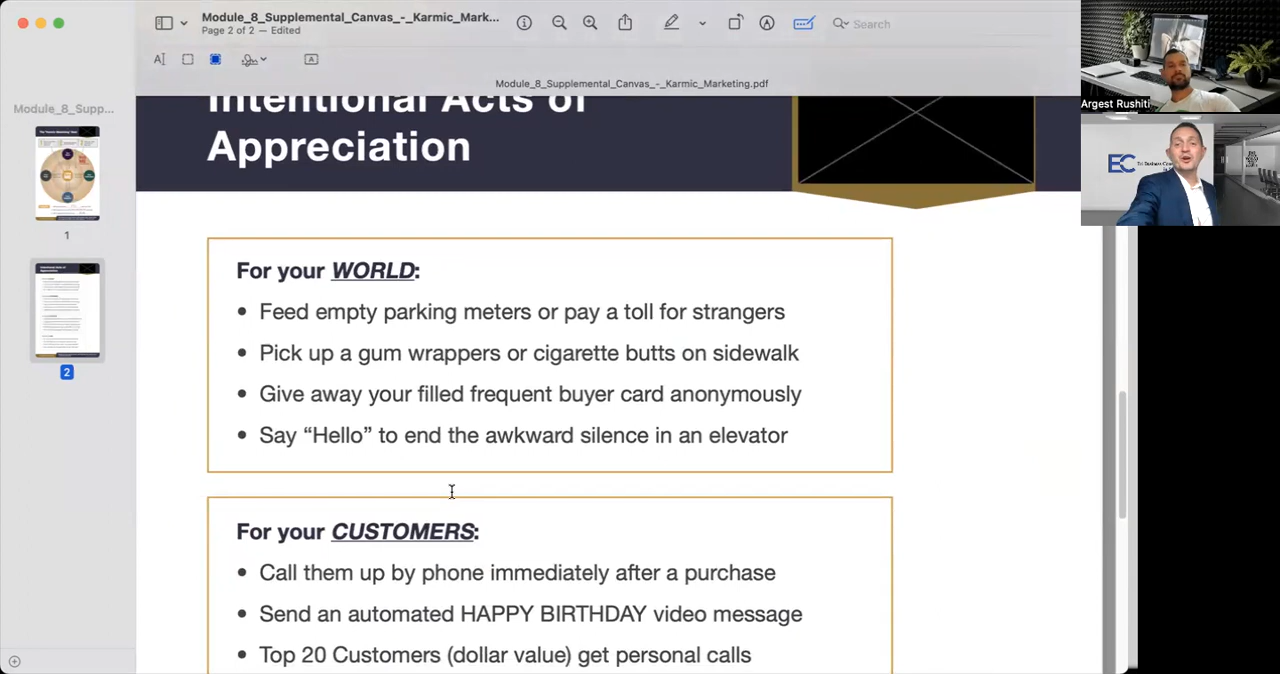 Module_8_Supplemental_Canvas_-_Karmic_Mark...
Page 2 of 2 — Edited
Search
Module_8_Supplemental_Canvas_-_Karmic_Marketing.pdf
Module_8_Supp...
1
2
Intentional Acts of
Appreciation
For your WORLD:
• Feed empty parking meters or pay a toll for strangers
• Pick up a gum wrappers or cigarette butts on sidewalk
• Give away your filled frequent buyer card anonymously
• Say “Hello” to end the awkward silence in an elevator
For your CUSTOMERS:
• Call them up by phone immediately after a purchase
• Send an automated HAPPY BIRTHDAY video message
• Top 20 Customers (dollar value) get personal calls
Argest Rushiti
EC